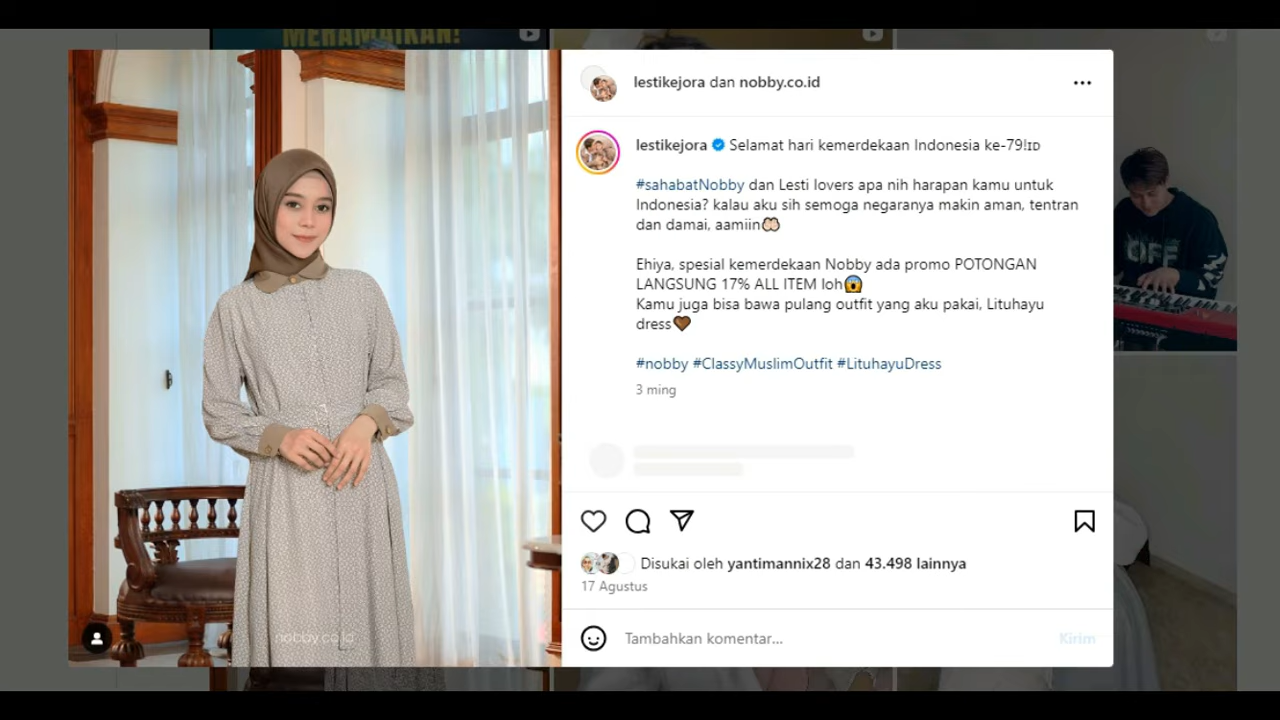 MERAMAIKAN!
lestikejora dan nobby.co.id
lestikejora Selamat hari kemerdekaan Indonesia ke-79!ID
#sahabatNobby dan Lesti lovers apa nih harapan kamu untuk
Indonesia? kalau aku sih semoga negaranya makin aman, tentran
dan damai, aamiin🤲🏻
Ehiya, spesial kemerdekaan Nobby ada promo POTONGAN
LANGSUNG 17% ALL ITEM loh😱
Kamu juga bisa bawa pulang outfit yang aku pakai, Lituhayu
dress🤎
#nobby #ClassyMuslimOutfit #LituhayuDress
3 ming
Disukai oleh yantimannix28 dan 43.498 lainnya
17 Agustus
Tambahkan komentar...
Kirim
nobby.co.id
OFF